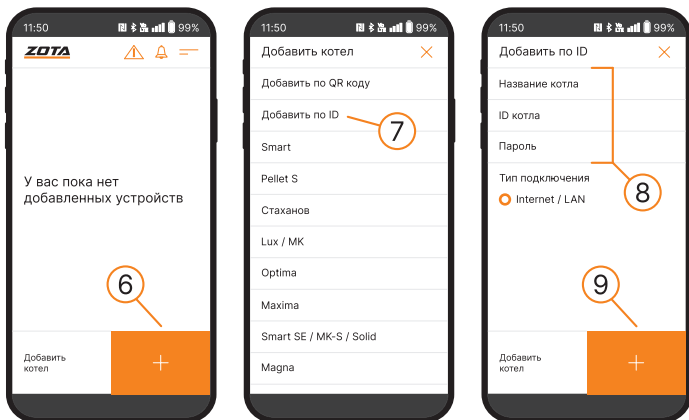 11:50 99%
ZOTA
У вас пока нет
добавленных устройств
6
Добавить
котел
+
11:50 99%
Добавить котел
Добавить по QR коду
Добавить по ID
7
Smart
Pellet S
Стаханов
Lux / MK
Optima
Maxima
Smart SE / MK-S / Solid
Magna
11:50 99%
Добавить по ID
Название котла
ID котла
Пароль
8
Тип подключения
Internet / LAN
9
Добавить
котел
+